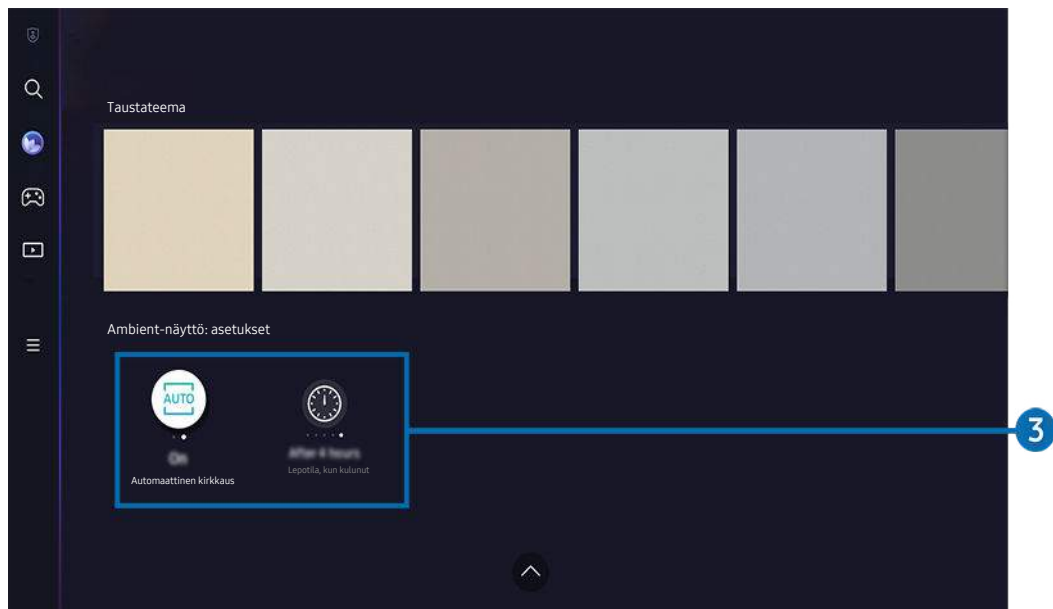 Taustateema
Ambient-näyttö: asetukset
AUTO
On
After 4 hours
Automaattinen kirkkaus
Lepotila, kun kulunut
3